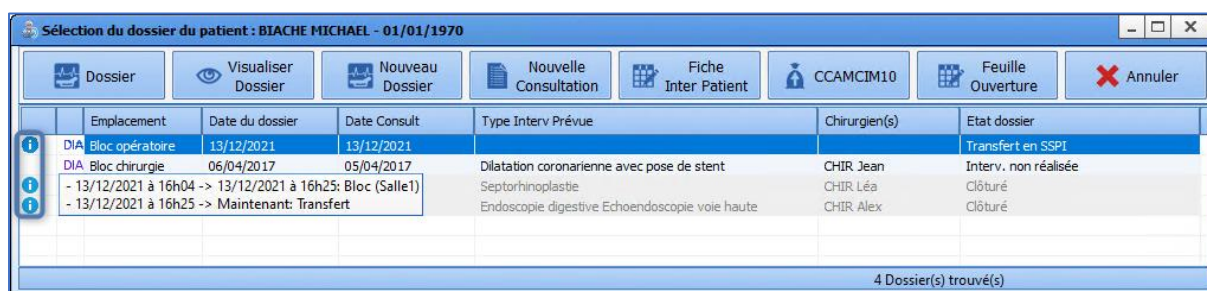 Sélection du dossier du patient : BIACHE MICHAEL - 01/01/1970
Dossier
Visualiser
Dossier
Nouveau
Dossier
Nouvelle
Consultation
Fiche
Inter Patient
CCAMCIM10
Feuille
Ouverture
Annuler
Emplacement Date du dossier Date Consult Type Interv Prévue Chirurgien(s) Etat dossier
DIA Bloc opératoire 13/12/2021 13/12/2021 Transfert en SSPI
DIA Bloc chirurgie 06/04/2017 05/04/2017 Dilatation coronarienne avec pose de stent CHIR Jean Interv. non réalisée
- 13/12/2021 à 16h04 -> 13/12/2021 à 16h25: Bloc (Salle1) Septorhinoplastie CHIR Léa Clôturé
- 13/12/2021 à 16h25 -> Maintenant: Transfert Endoscopie digestive Echoendoscopie voie haute CHIR Alex Clôturé
4 Dossier(s) trouvé(s)